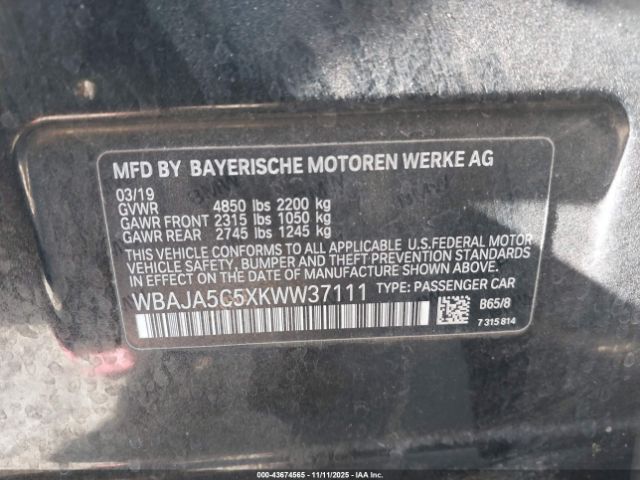 MFD BY BAYERISCHE MOTOREN WERKE AG
03/19
GVWR 4850 lbs 2200 kg
GAWR FRONT 2315 lbs 1050 kg
GAWR REAR 2745 lbs 1245 kg
THIS VEHICLE CONFORMS TO ALL APPLICABLE U.S.FEDERAL MOTOR
VEHICLE SAFETY, BUMPER AND THEFT PREVENTION STANDARDS
IN EFFECT ON THE DATE OF MANUFACTURE SHOWN ABOVE.
WBAJA5C5XKWW37111 TYPE: PASSENGER CAR
B65/8
7 315 814
000-43674565 - 11/11/2025 - IAA Inc.